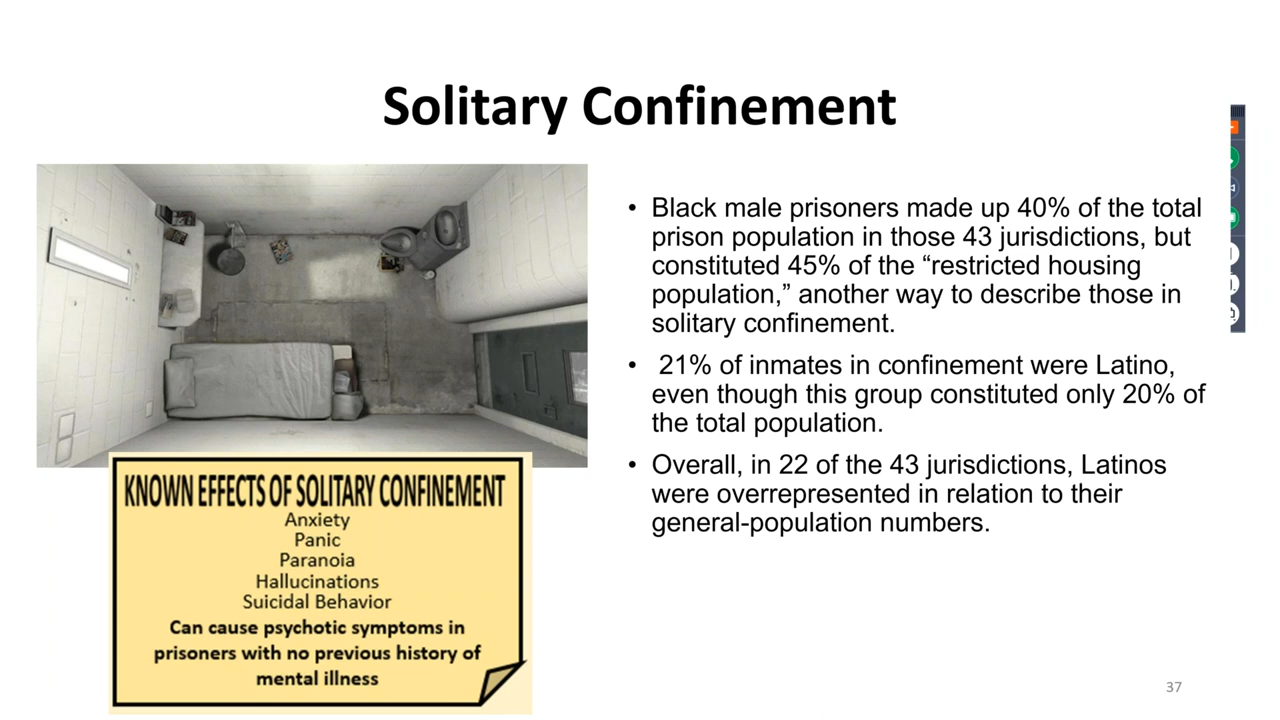 Solitary Confinement
• Black male prisoners made up 40% of the total
prison population in those 43 jurisdictions, but
constituted 45% of the “restricted housing
population,” another way to describe those in
solitary confinement.
• 21% of inmates in confinement were Latino,
even though this group constituted only 20% of
the total population.
• Overall, in 22 of the 43 jurisdictions, Latinos
were overrepresented in relation to their
general-population numbers.
KNOWN EFFECTS OF SOLITARY CONFINEMENT
Anxiety
Panic
Paranoia
Hallucinations
Suicidal Behavior
Can cause psychotic symptoms in
prisoners with no previous history of
mental illness
37